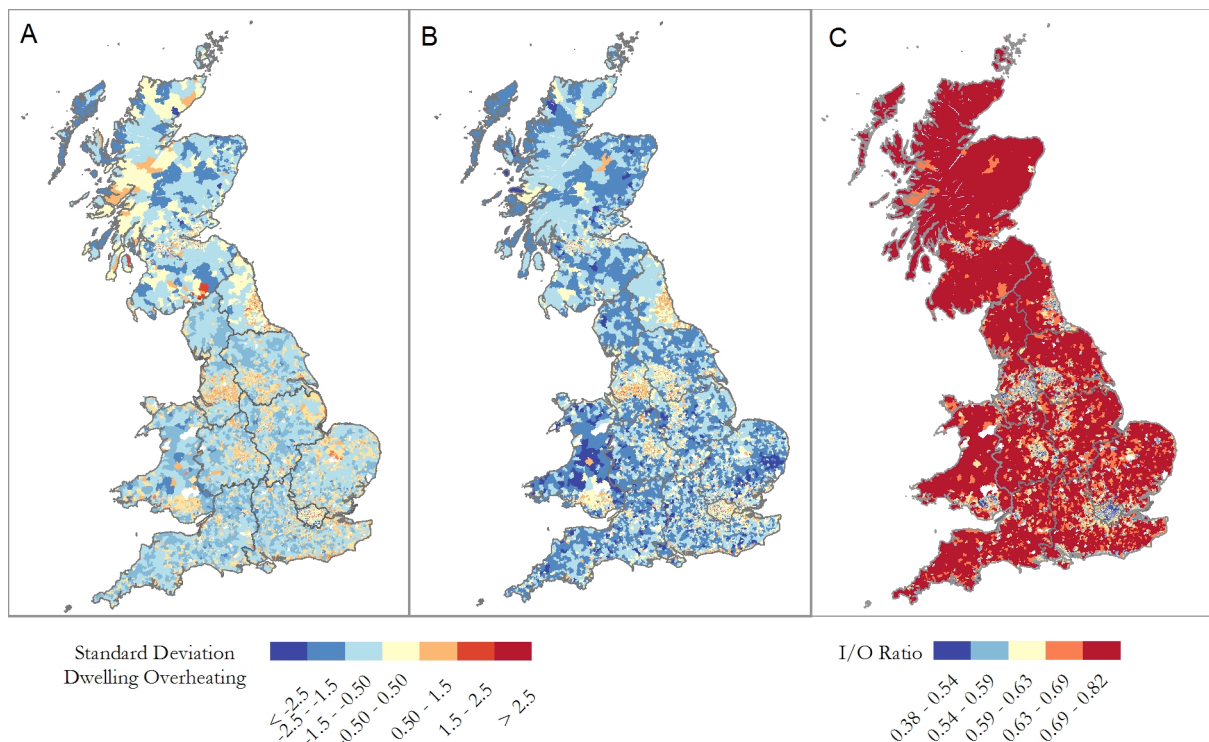 A
B
C
Standard Deviation
Dwelling Overheating
< -2.5
-2.5 - -1.5
-1.5 - -0.50
-0.50 - 0.50
0.50 - 1.5
1.5 - 2.5
> 2.5
I/O Ratio
0.38 - 0.54
0.54 - 0.59
0.59 - 0.63
0.63 - 0.69
0.69 - 0.82